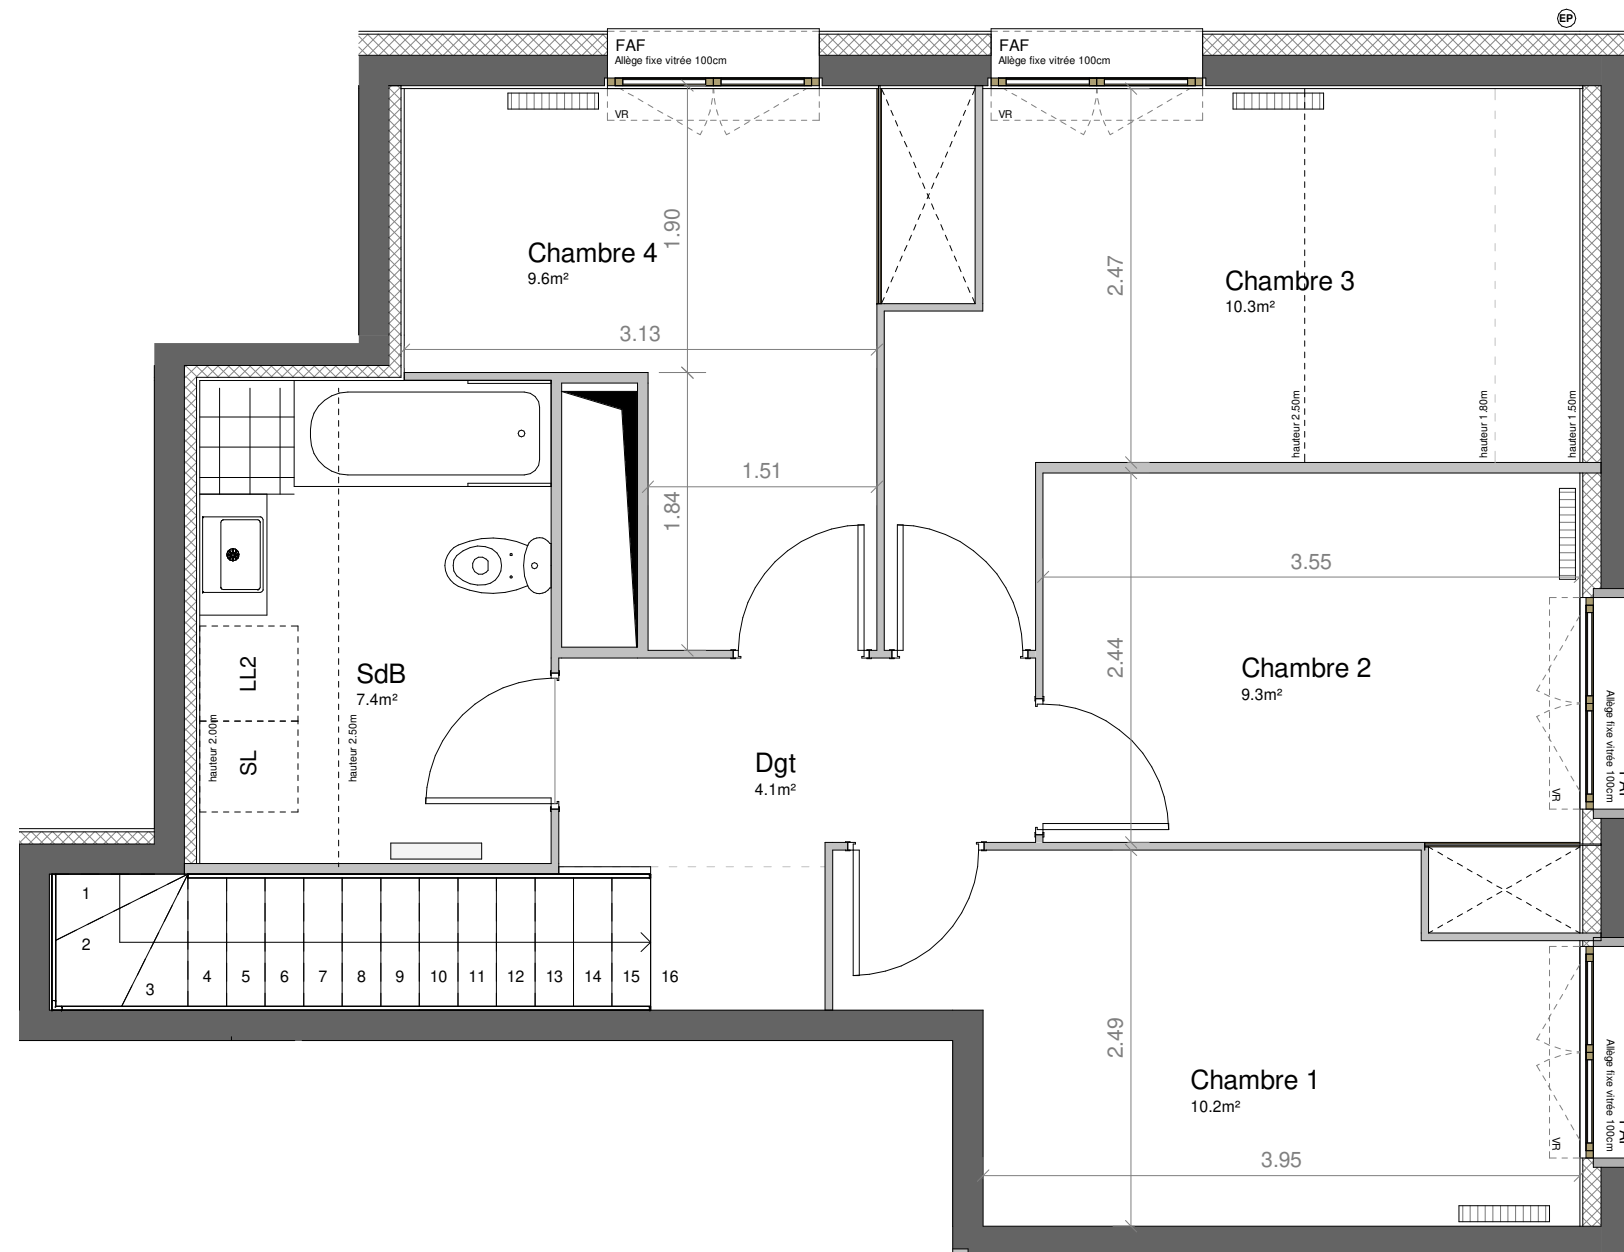 EP
FAF
Allège fixe vitrée 100cm
FAF
Allège fixe vitrée 100cm
VR
VR
Chambre 4
9.6m²
1.90
3.13
2.47
Chambre 3
10.3m²
hauteur 2.50m
hauteur 1.80m
hauteur 1.50m
1.51
1.84
3.55
2.44
Chambre 2
9.3m²
Allège fixe vitrée 100cm
VR
LL2
SL
SdB
7.4m²
hauteur 2.00m
hauteur 2.50m
Dgt
4.1m²
1
2
3
4 5 6 7 8 9 10 11 12 13 14 15 16
2.49
Chambre 1
10.2m²
Allège fixe vitrée 100cm
VR
3.95